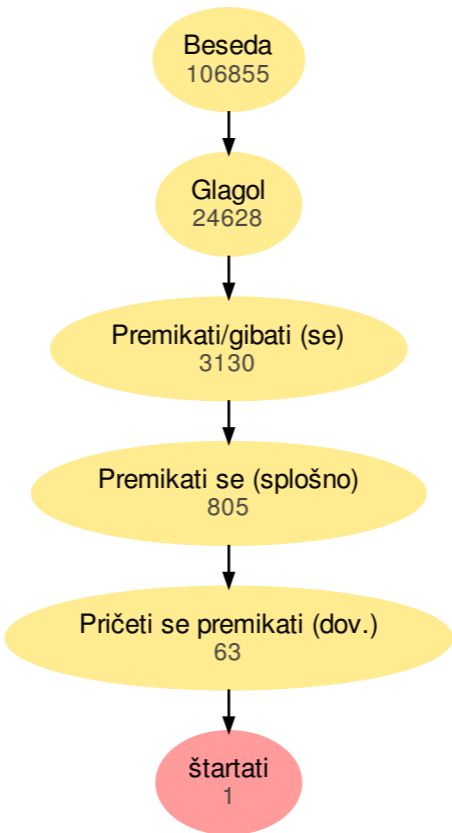 Beseda
106855
Glagol
24628
Premikati/gibati (se)
3130
Premikati se (splošno)
805
Pričeti se premikati (dov.)
63
štartati
1